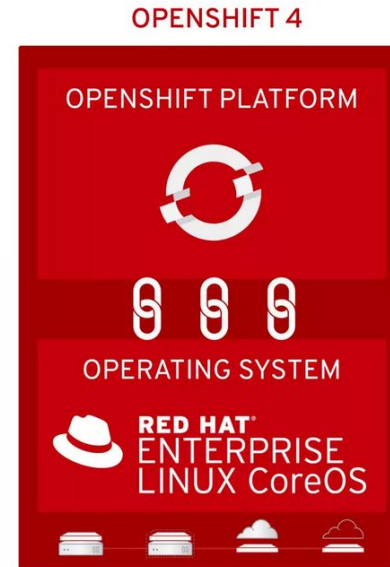 OPENSHIFT 4
OPENSHIFT PLATFORM
OPERATING SYSTEM
RED HAT®
ENTERPRISE
LINUX CoreOS